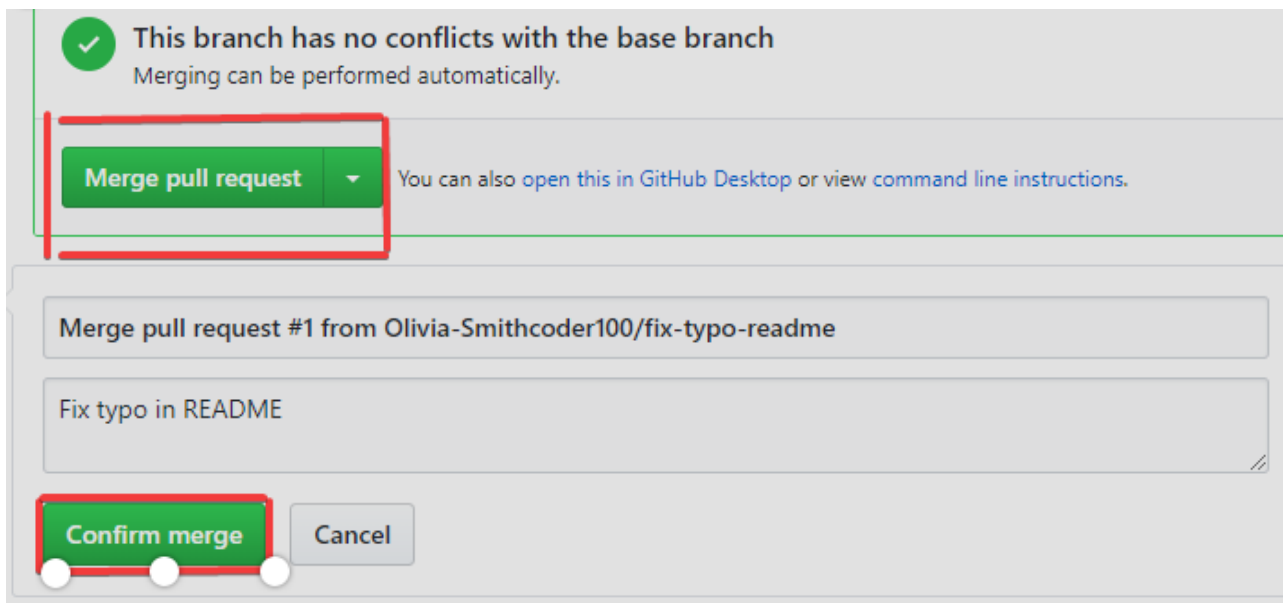 This branch has no conflicts with the base branch
Merging can be performed automatically.
Merge pull request You can also open this in GitHub Desktop or view command line instructions.
Merge pull request #1 from Olivia-Smithcoder100/fix-typo-readme
Fix typo in README
Confirm merge Cancel